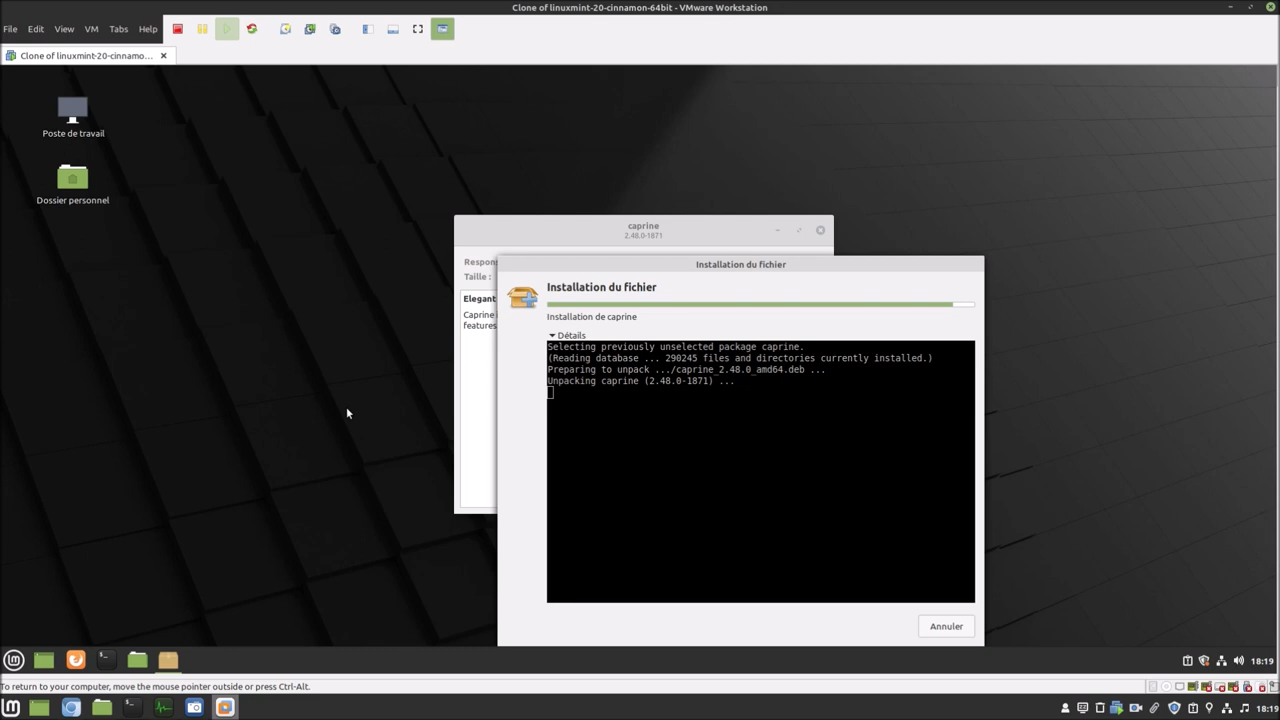 Clone of linuxmint-20-cinnamon-64bit - VMware Workstation
File Edit View VM Tabs Help
Clone of linuxmint-20-cinnamo...
Poste de travail
Dossier personnel
caprine
2.48.0-1871
Respon
Taille :
Elegant
Caprine i
features
Installation du fichier
Installation du fichier
Installation de caprine
Détails
Selecting previously unselected package caprine.
(Reading database ... 290245 files and directories currently installed.)
Preparing to unpack .../caprine_2.48.0_amd64.deb ...
Unpacking caprine (2.48.0-1871) ...
Annuler
18:19
To return to your computer, move the mouse pointer outside or press Ctrl-Alt.
18:19